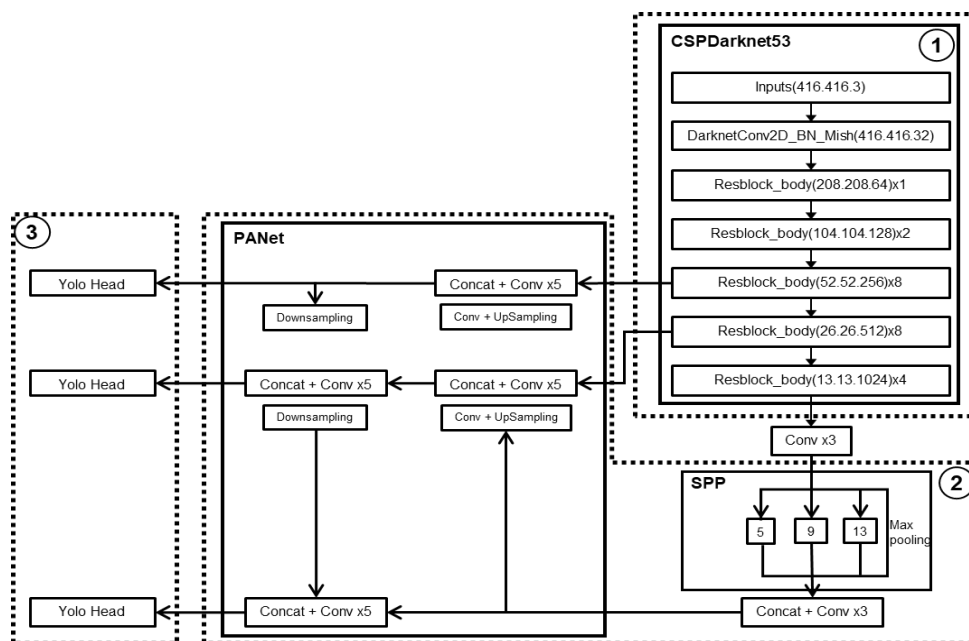 CSPDarknet53
1
Inputs(416.416.3)
DarknetConv2D_BN_Mish(416.416.32)
Resblock_body(208.208.64)x1
Resblock_body(104.104.128)x2
Resblock_body(52.52.256)x8
Resblock_body(26.26.512)x8
Resblock_body(13.13.1024)x4
Conv x3
2
SPP
5
9
13
Max
pooling
Concat + Conv x3
PANet
Concat + Conv x5
Downsampling
Conv + UpSampling
Concat + Conv x5
Concat + Conv x5
Downsampling
Conv + UpSampling
Concat + Conv x5
3
Yolo Head
Yolo Head
Yolo Head